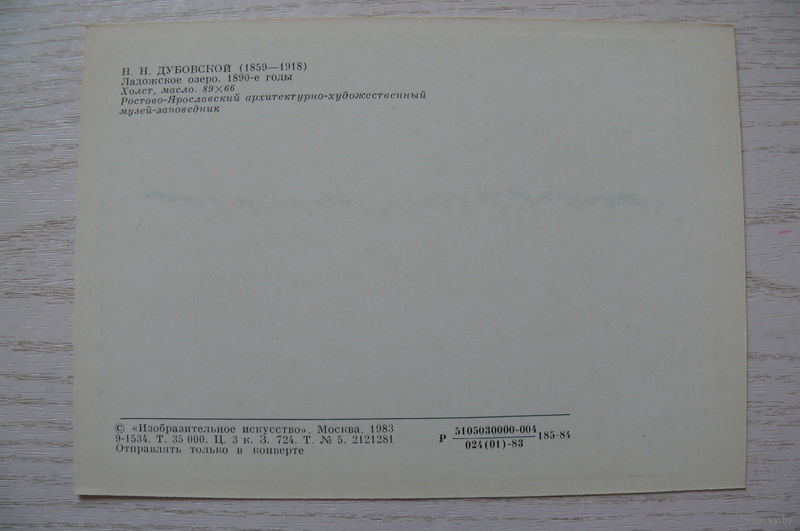 Н. Н. ДУБОВСКОЙ (1859—1918)
Ладожское озеро. 1890-е годы
Холст, масло. 89×66
Ростово-Ярославский архитектурно-художественный
музей-заповедник
© «Изобразительное искусство». Москва. 1983
9-1534. Т. 35 000. Ц. 3 к. З. 724. Т. № 5. 2121281
Отправлять только в конверте
Р 5105030000-004
024(01)-83
185-84